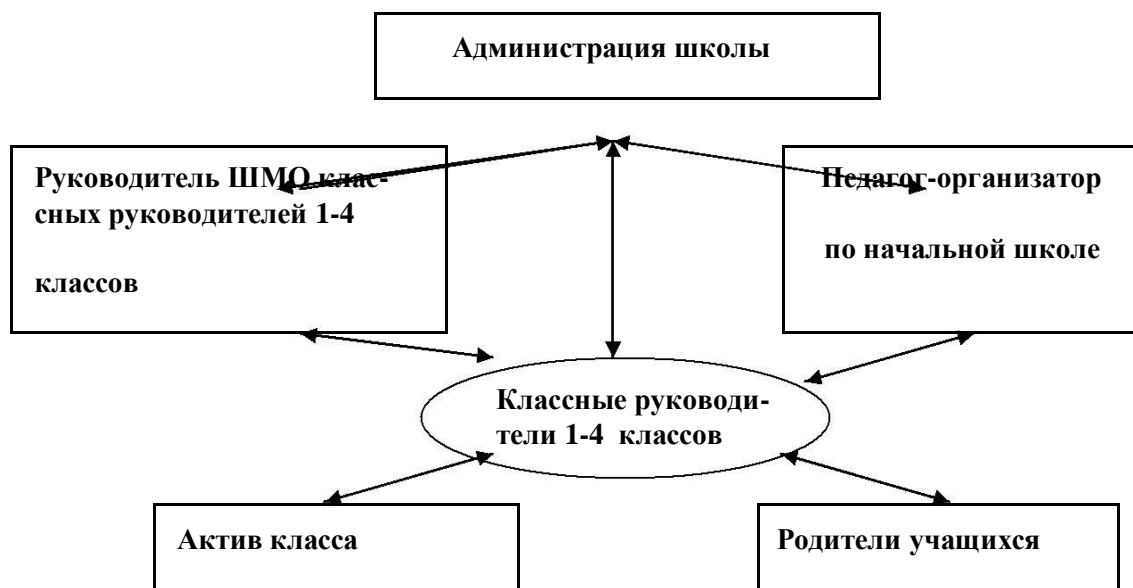 Администрация школы
Руководитель ШМО клас-
сных руководителей 1-4
классов
Педагог-организатор
по начальной школе
Классные руководи-
тели 1-4 классов
Актив класса
Родители учащихся